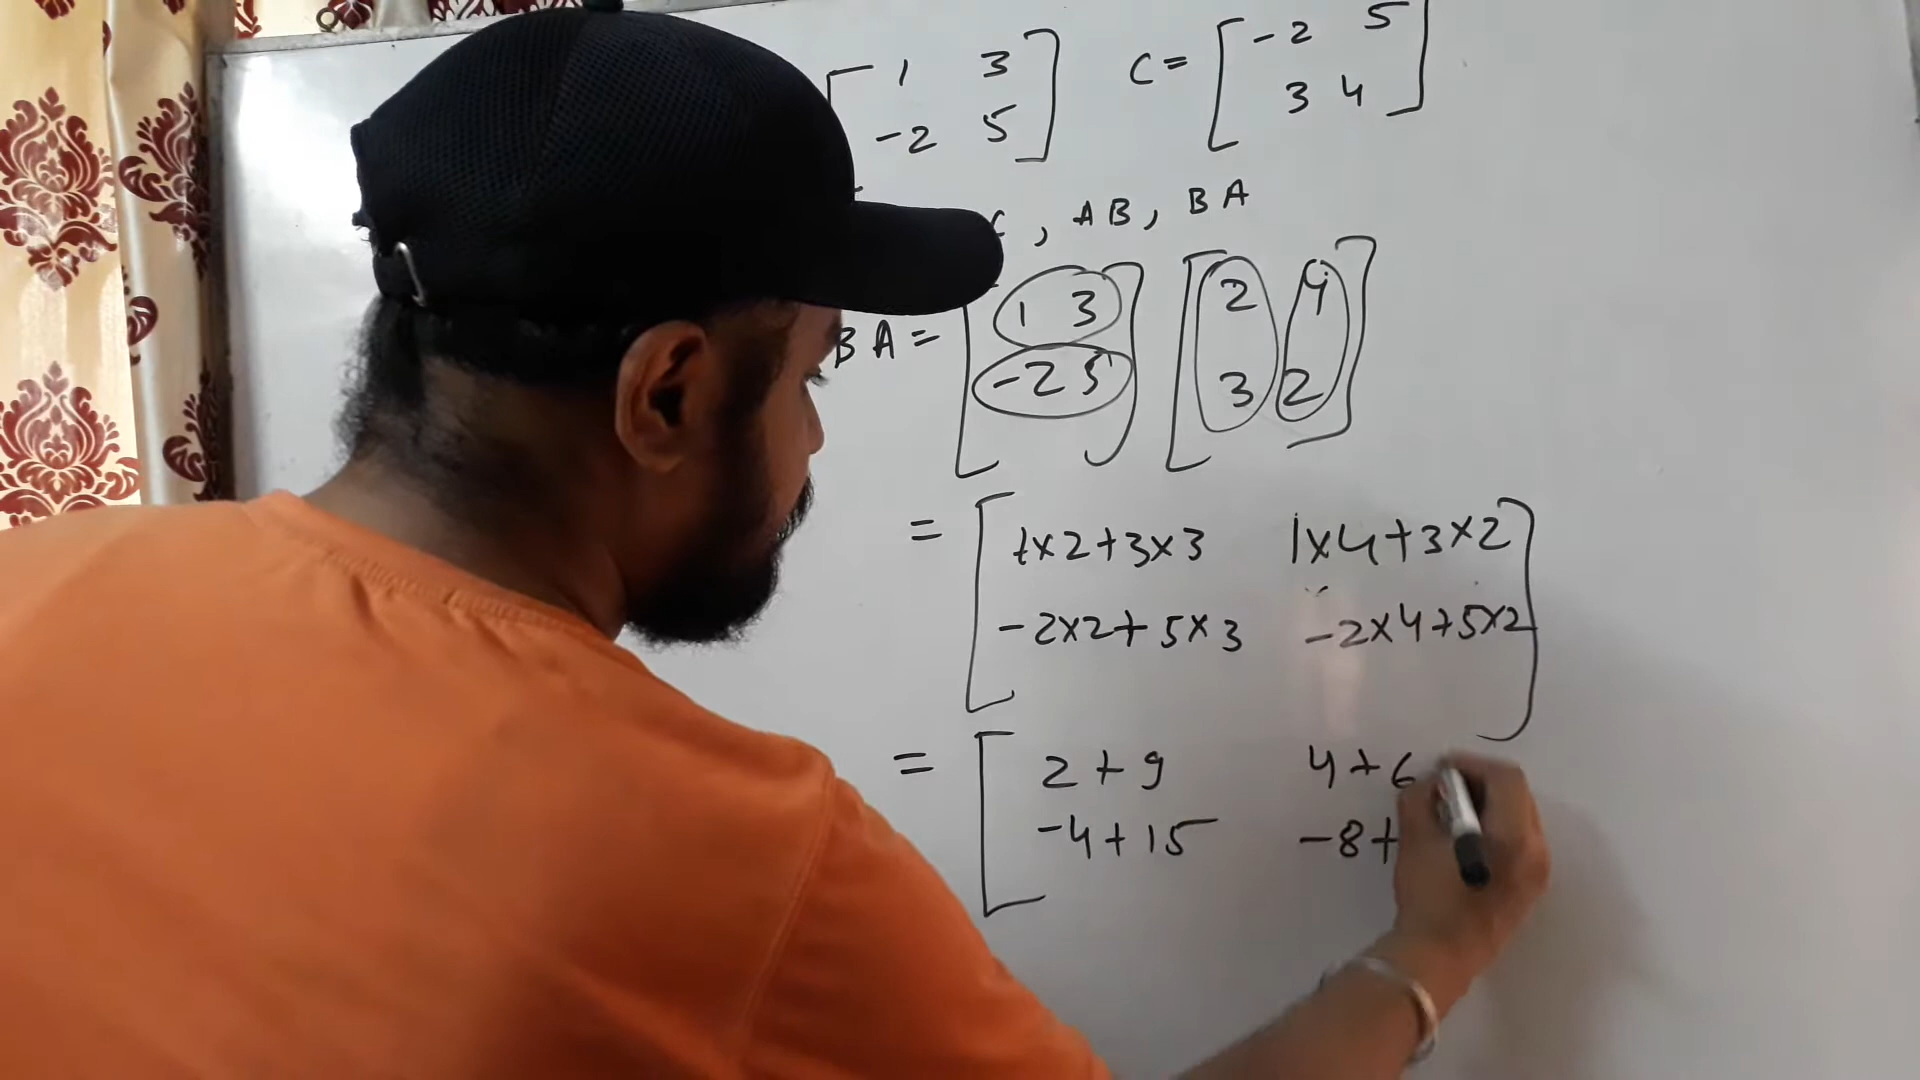 1 3 C = -2 5
-2 5 3 4
, AB, BA
BA = [1 3 -2 5] [2 4 3 2]
= [1×2+3×3 1×4+3×2
-2×2+5×3 -2×4+5×2]
= [2+9 4+6
-4+15 -8+